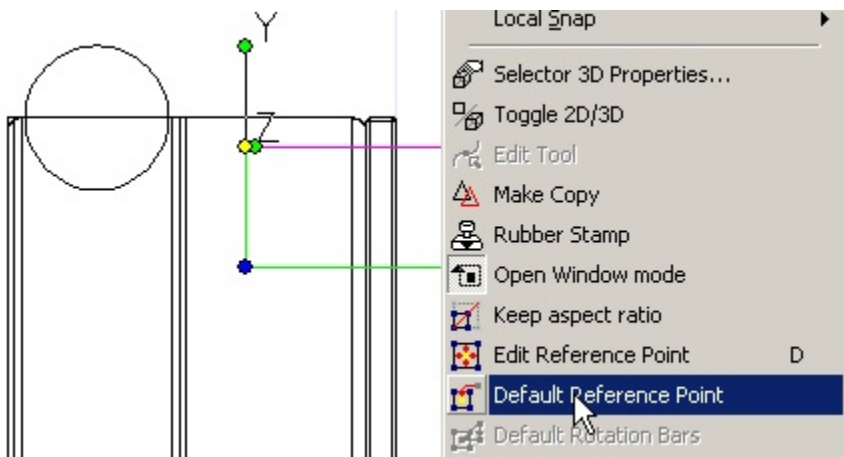 Local Snap
Y
Selector 3D Properties...
Toggle 2D/3D
Z
Edit Tool
Make Copy
Rubber Stamp
Open Window mode
Keep aspect ratio
Edit Reference Point D
Default Reference Point
Default Rotation Bars